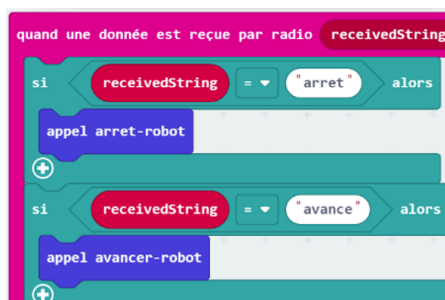 quand une donnée est reçue par radio receivedString
si receivedString = "arret" alors
appel arret-robot
si receivedString = "avance" alors
appel avancer-robot